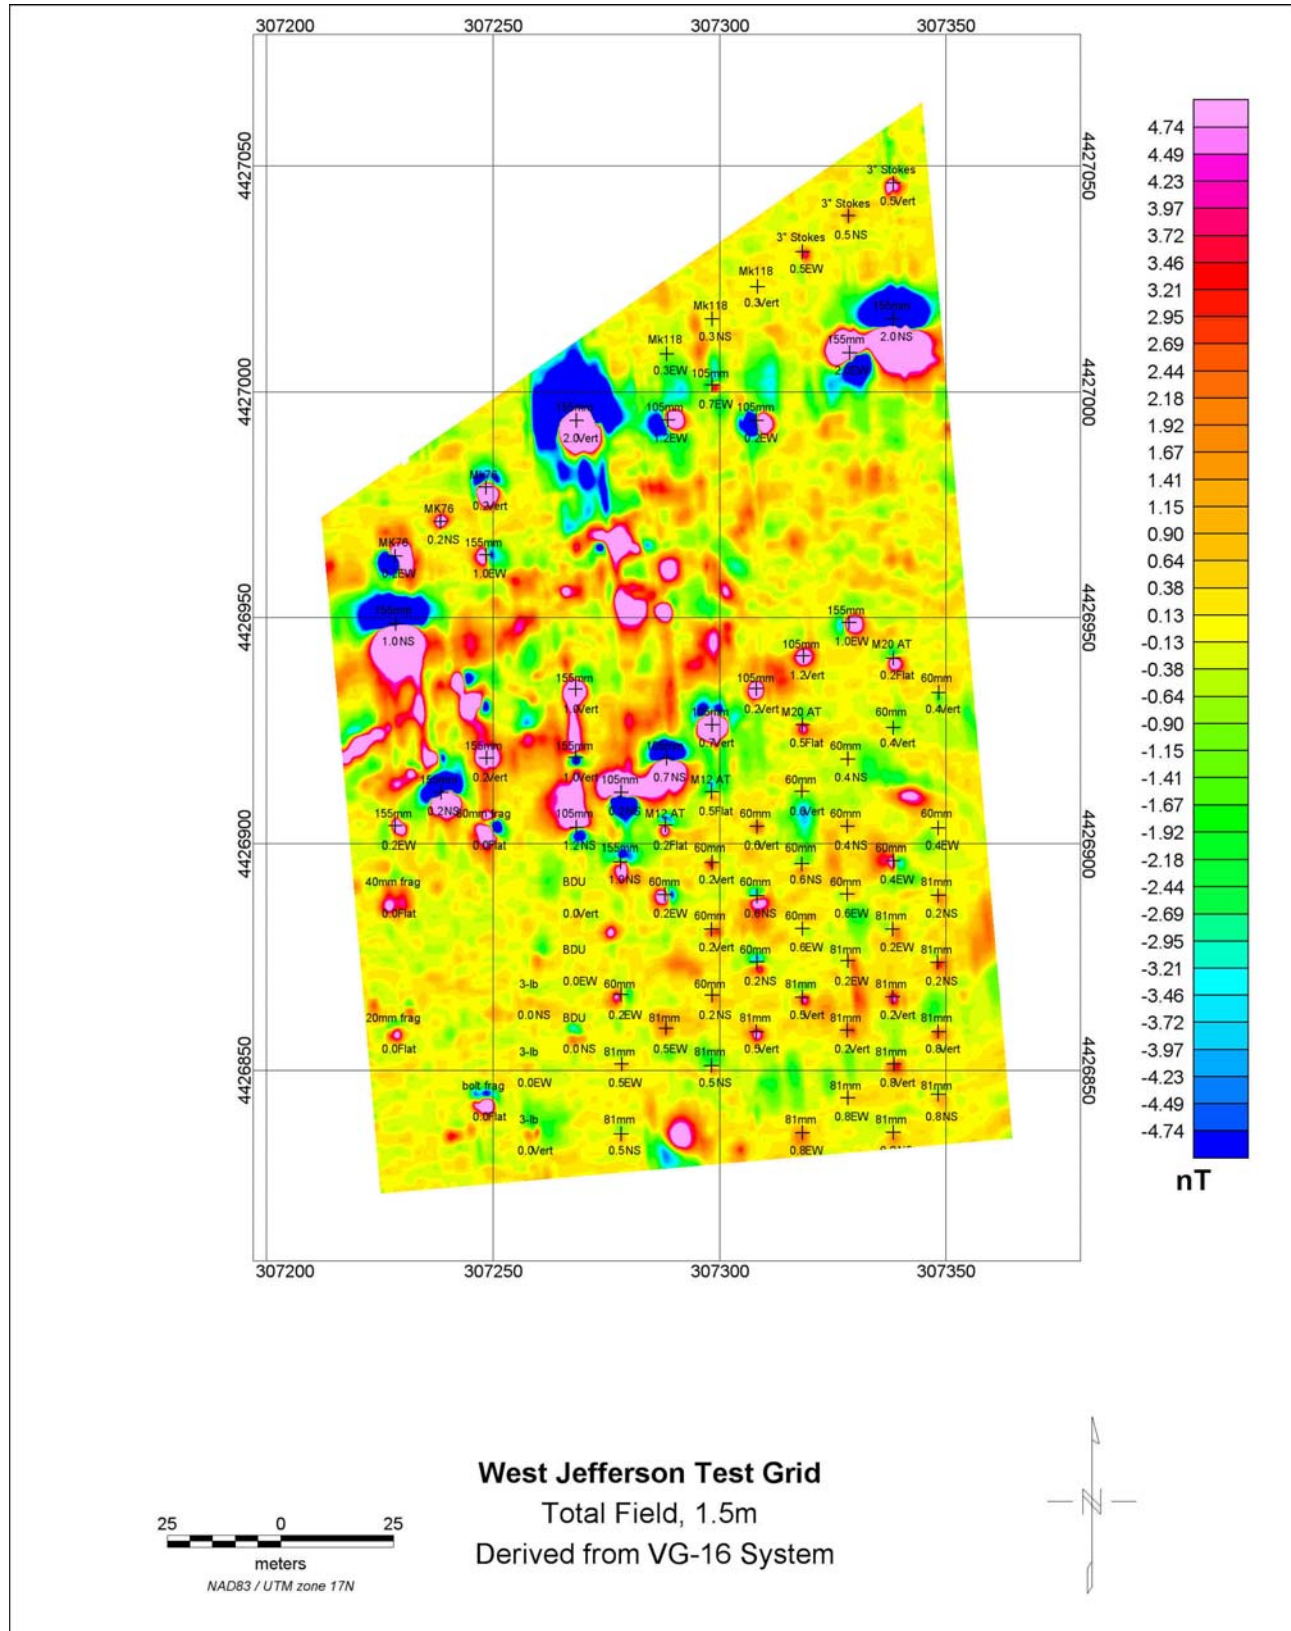 307200 307250 307300 307350
4427050
4427050
3" Stokes
0.5Vert
3" Stokes
0.5NS
3" Stokes
0.5EW
Mk118
0.3Vert
Mk118
0.3NS
155mm
2.0NS
Mk118
0.3EW
155mm
105mm
0.7EW
4427000
4427000
2.0Vert
105mm
1.2EW
105mm
0.2EW
0.2Vert
MK76
0.2NS
MK76
0.2EW
155mm
1.0EW
4426950
4426950
155mm
1.0NS
155mm
1.0EW
105mm
1.2Vert
M20 AT
0.2Flat
155mm
1.0Vert
105mm
0.2Vert
60mm
0.4Vert
0.7Vert
M20 AT
0.5Flat
60mm
0.4Vert
155mm
0.2Vert
155mm
1.0Vert
0.7NS
60mm
0.4NS
0.2NS
105mm
M12 AT
0.5Flat
60mm
0.6Vert
155mm
0.2EW
0.0Flat
105mm
1.2NS
M12 AT
0.2Flat
60mm
0.6Vert
60mm
0.4NS
60mm
0.4EW
4426900
4426900
155mm
1.0NS
60mm
0.2Vert
60mm
0.6NS
60mm
0.4EW
40mm frag
0.0Flat
BDU
0.0Vert
60mm
0.2EW
60mm
0.6NS
60mm
0.6EW
81mm
0.2NS
60mm
0.2Vert
60mm
0.6EW
81mm
0.2EW
BDU
0.0EW
60mm
0.2NS
81mm
0.2EW
81mm
0.2NS
3-lb
0.0NS
60mm
0.2EW
60mm
0.2NS
81mm
0.5Vert
81mm
0.2Vert
20mm frag
0.0Flat
BDU
0.0NS
81mm
0.5EW
81mm
0.5Vert
81mm
0.2Vert
81mm
0.8Vert
3-lb
0.0EW
81mm
0.5EW
81mm
0.5NS
81mm
0.8Vert
4426850
4426850
bolt frag
0.0Flat
81mm
0.8EW
81mm
0.8NS
3-lb
0.0Vert
81mm
0.5NS
81mm
0.8EW
81mm
307200 307250 307300 307350
4.74
4.49
4.23
3.97
3.72
3.46
3.21
2.95
2.69
2.44
2.18
1.92
1.67
1.41
1.15
0.90
0.64
0.38
0.13
-0.13
-0.38
-0.64
-0.90
-1.15
-1.41
-1.67
-1.92
-2.18
-2.44
-2.69
-2.95
-3.21
-3.46
-3.72
-3.97
-4.23
-4.49
-4.74
nT
West Jefferson Test Grid
Total Field, 1.5m
Derived from VG-16 System
25 0 25
meters
NAD83 / UTM zone 17N
N